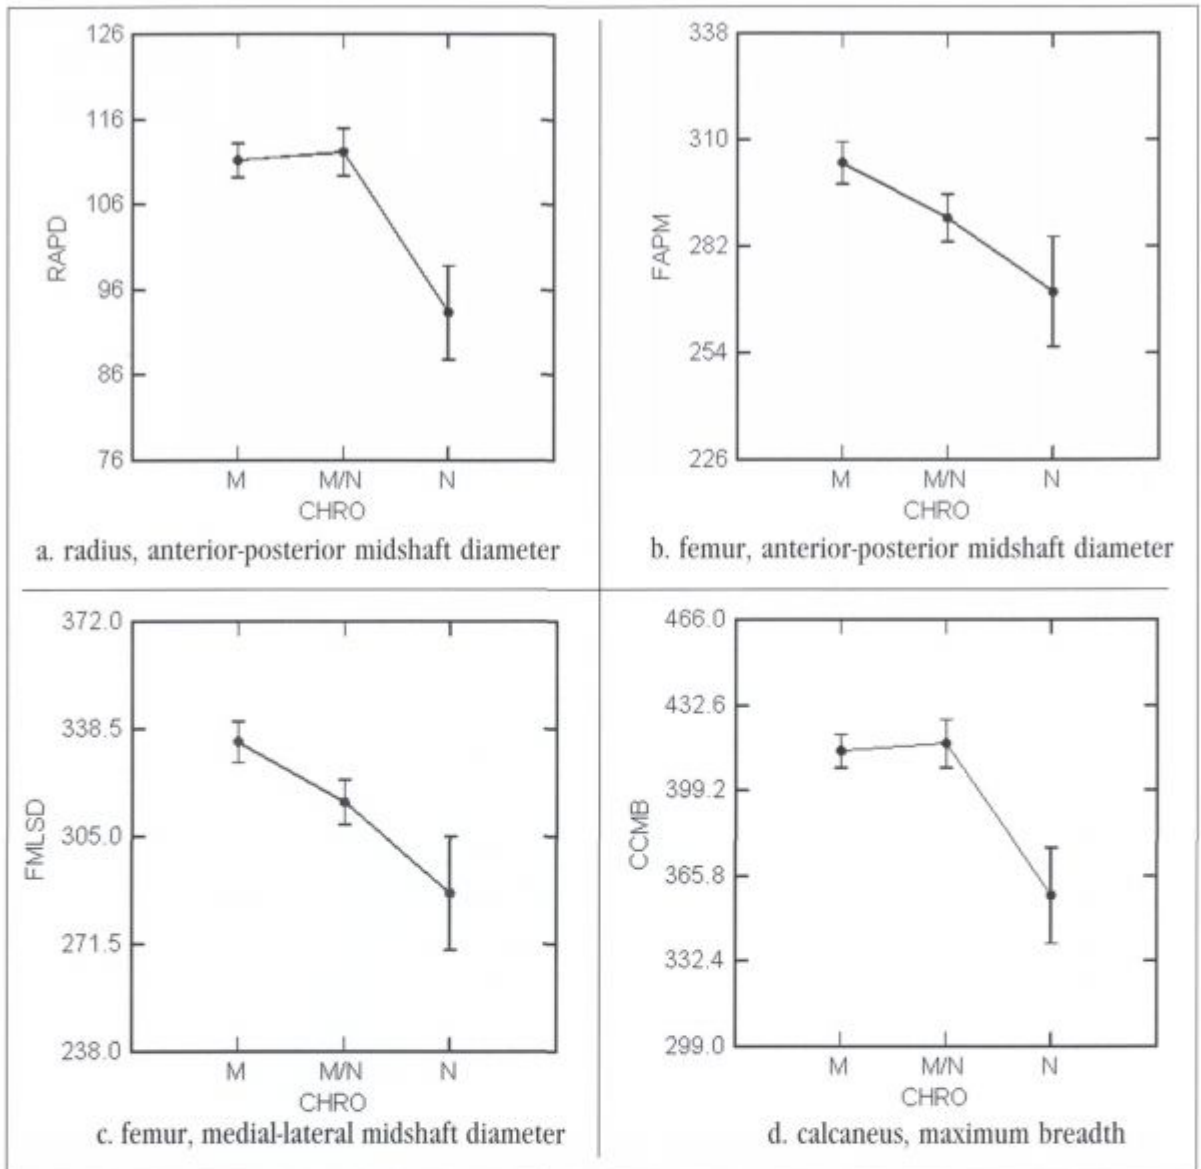 126
116
106
96
86
76
RAPD
M M/N N
CHRO
a. radius, anterior-posterior midshaft diameter
338
310
282
254
226
FAPM
M M/N N
CHRO
b. femur, anterior-posterior midshaft diameter
372.0
338.5
305.0
271.5
238.0
FMLSD
M M/N N
CHRO
c. femur, medial-lateral midshaft diameter
466.0
432.6
399.2
365.8
332.4
299.0
CCMB
M M/N N
CHRO
d. calcaneus, maximum breadth